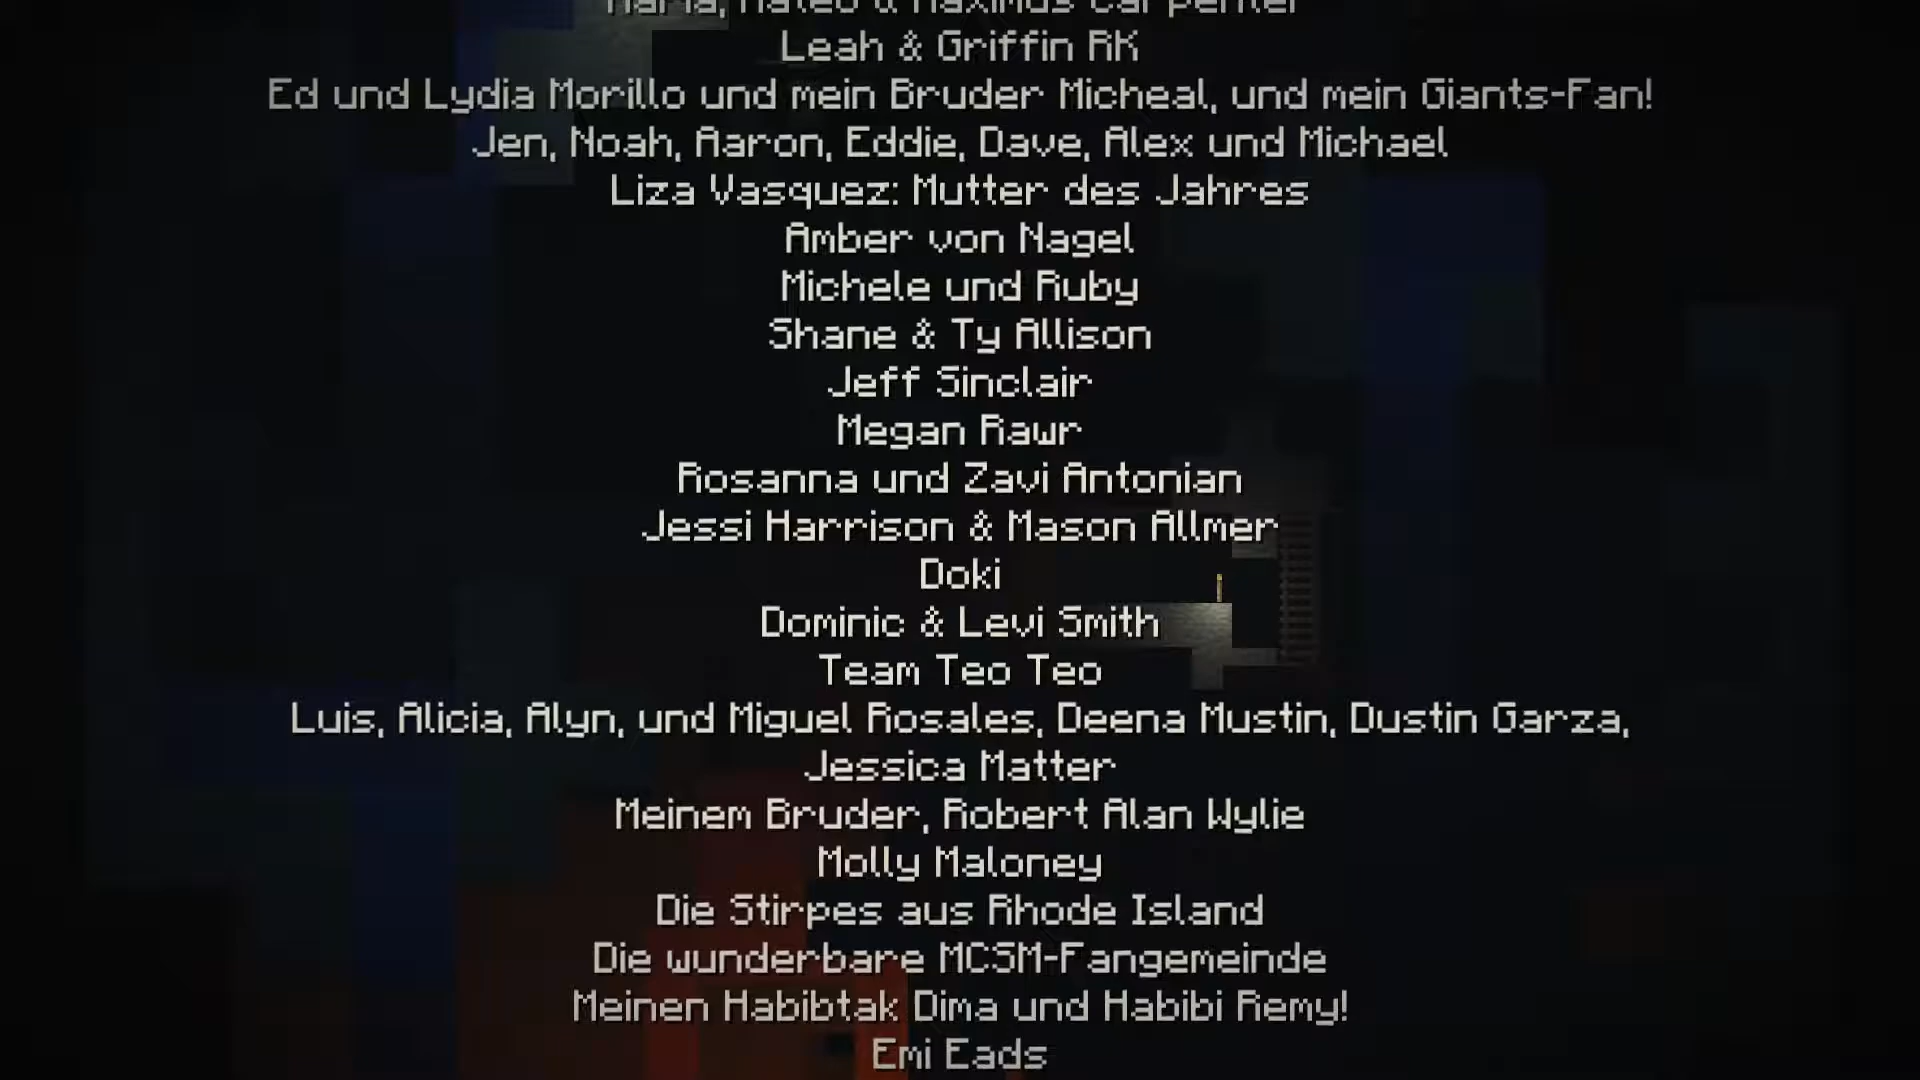 Leah & Griffin RK
Ed und Lydia Morillo und mein Bruder Micheal, und mein Giants-Fan!
Jen, Noah, Aaron, Eddie, Dave, Alex und Michael
Liza Vasquez: Mutter des Jahres
Amber von Nagel
Michele und Ruby
Shane & Ty Allison
Jeff Sinclair
Megan Rawr
Rosanna und Zavi Antonian
Jessi Harrison & Mason Allmer
Doki
Dominic & Levi Smith
Team Teo Teo
Luis, Alicia, Alyn, und Miguel Rosales, Deena Mustin, Dustin Garza,
Jessica Matter
Meinem Bruder, Robert Alan Wylie
Molly Maloney
Die Stirpes aus Rhode Island
Die wunderbare MCSM-Fangemeinde
Meinen Habibtak Dima und Habibi Remy!
Emi Eads